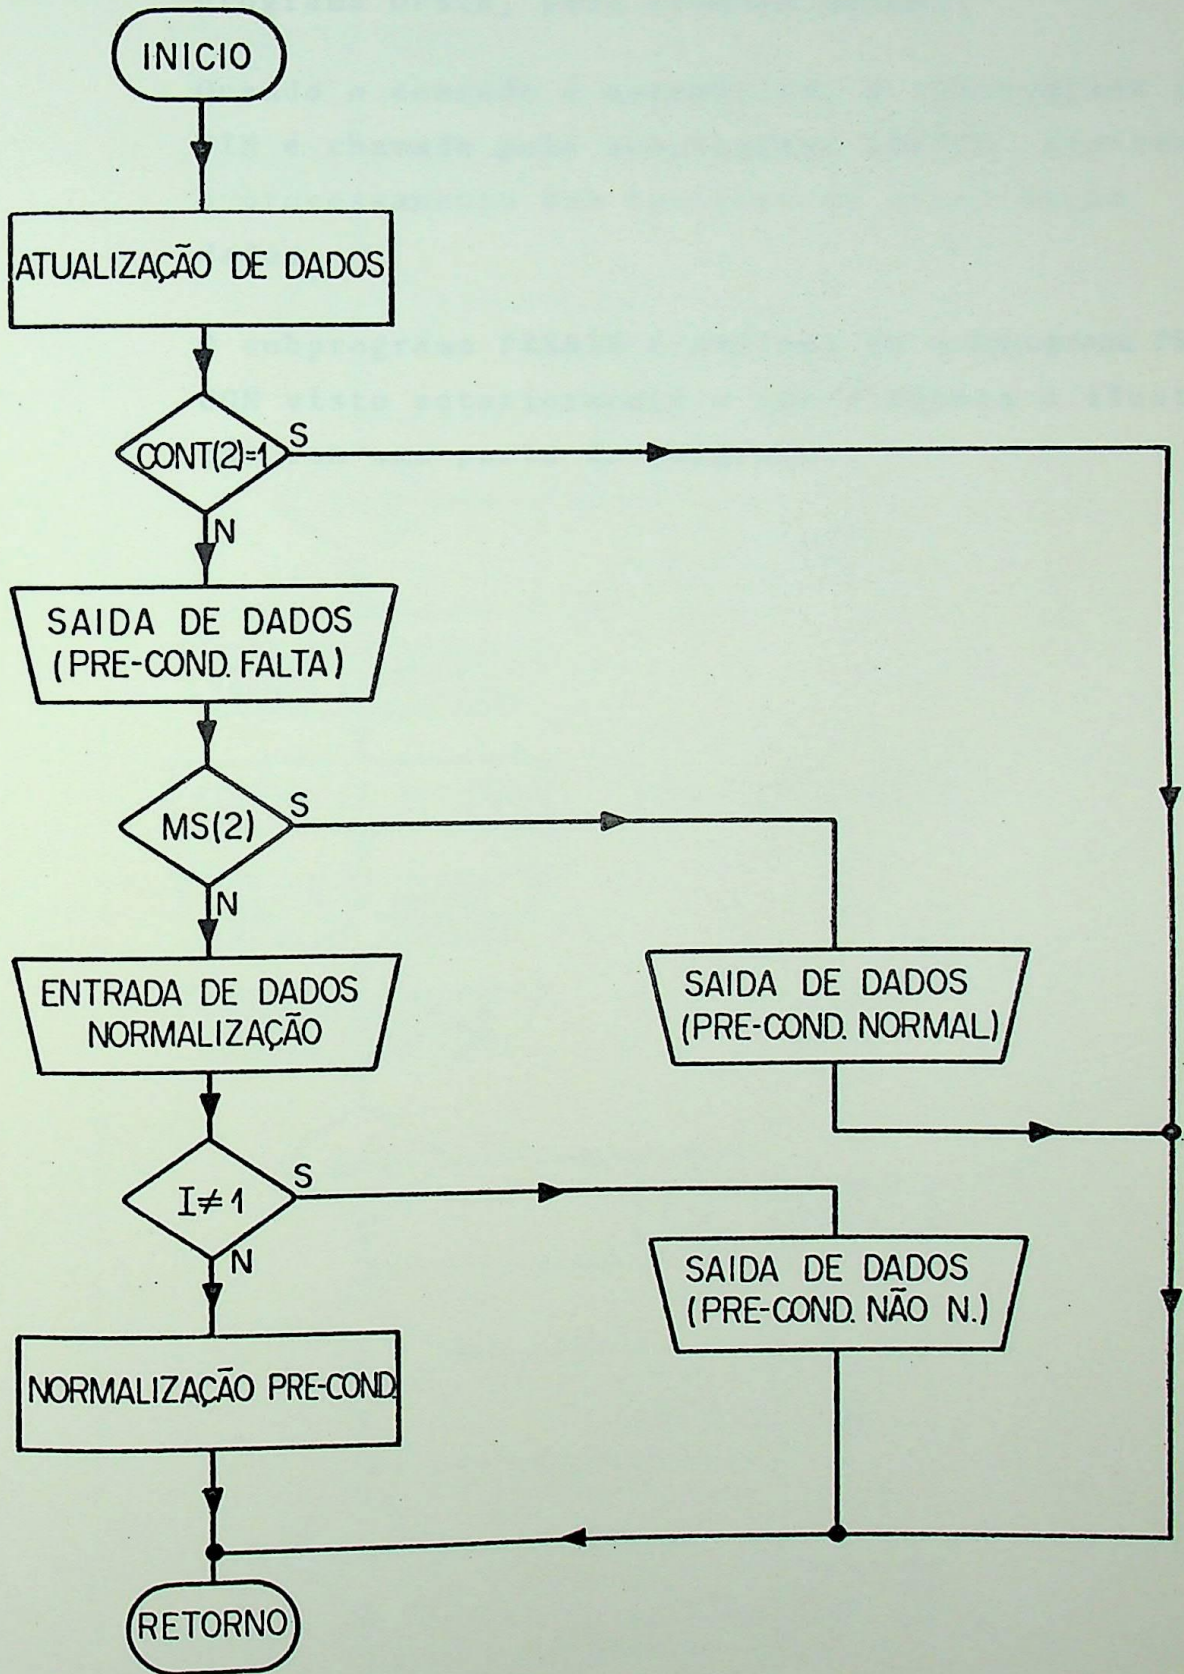 INICIO
ATUALIZAÇÃO DE DADOS
CONT(2)=1
S
N
SAIDA DE DADOS
(PRE-COND. FALTA)
MS(2)
S
N
ENTRADA DE DADOS
NORMALIZAÇÃO
SAIDA DE DADOS
(PRE-COND. NORMAL)
I≠1
S
N
SAIDA DE DADOS
(PRE-COND. NÃO N.)
NORMALIZAÇÃO PRE-COND.
RETORNO